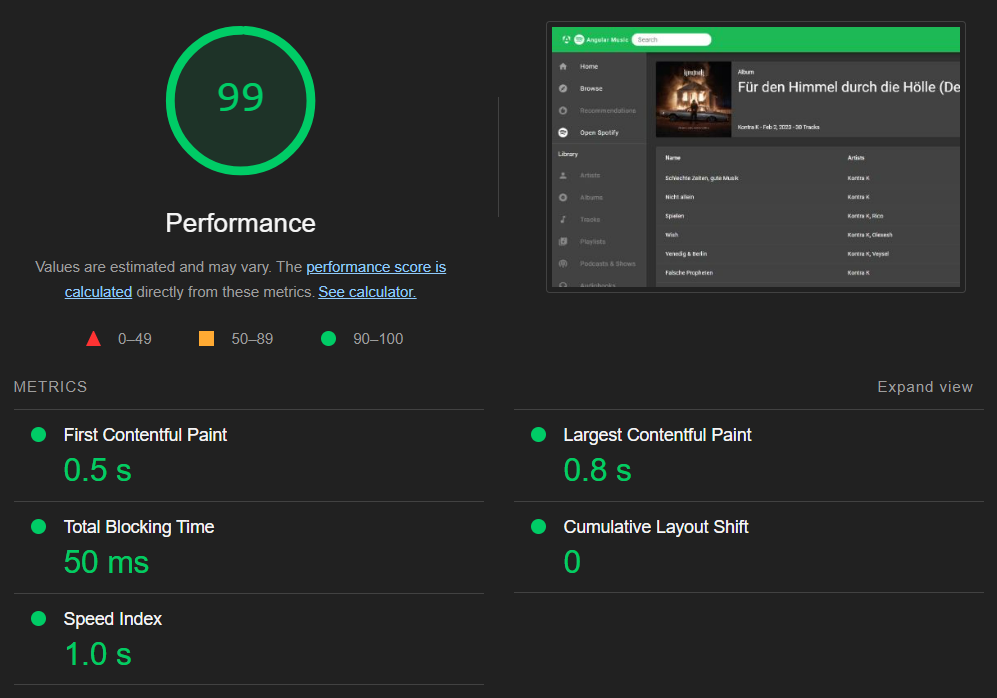 99
Performance
Values are estimated and may vary. The performance score is
calculated directly from these metrics. See calculator.
0–49
50–89
90–100
Angular Music
Search
Home
Browse
Recommendations
Open Spotify
Library
Artists
Albums
Tracks
Playlists
Podcasts & Shows
Audiobooks
Album
Für den Himmel durch die Hölle (De
Kontra K - Feb 2, 2023 - 30 Tracks
Name Artists
Schlechte Zeiten, gute Musik Kontra K
Nicht allein Kontra K
Spielen Kontra K, Rico
Wish Kontra K, Olexesh
Venedig & Berlin Kontra K, Veysel
Falsche Propheten Kontra K
METRICS
Expand view
First Contentful Paint
0.5 s
Largest Contentful Paint
0.8 s
Total Blocking Time
50 ms
Cumulative Layout Shift
0
Speed Index
1.0 s